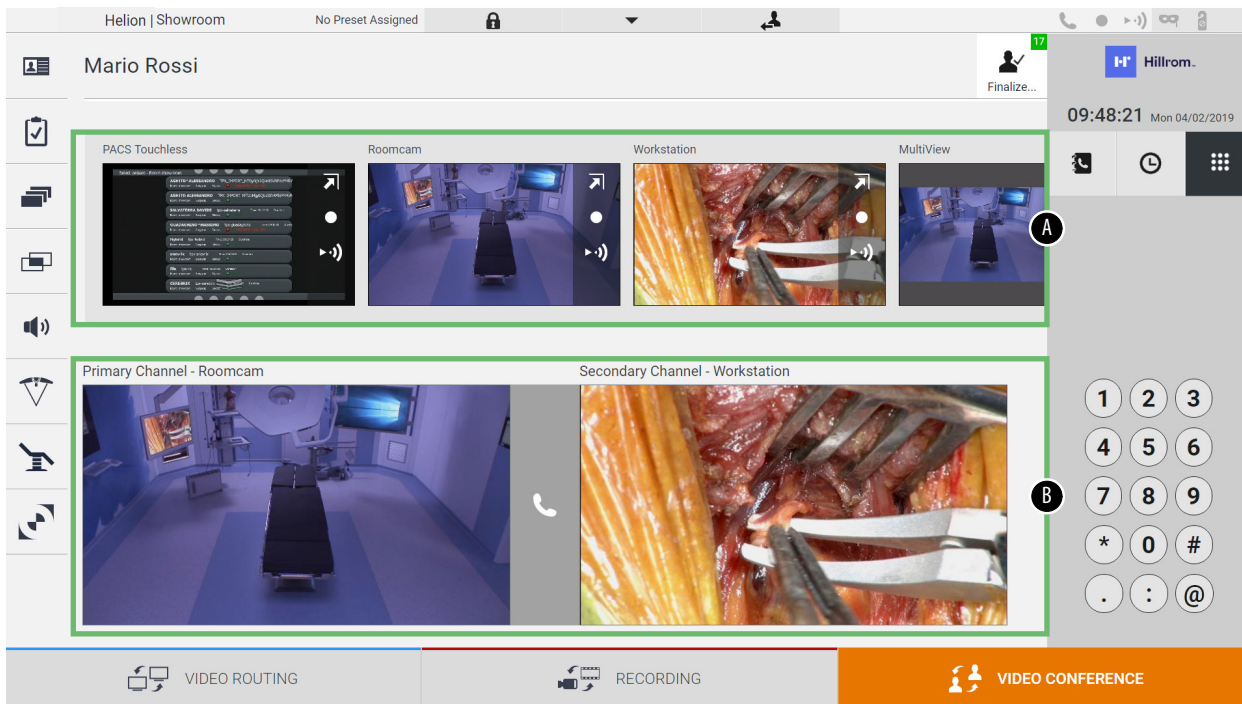 Helion | Showroom
No Preset Assigned
Mario Rossi
17
Finalize...
Hillrom
09:48:21 Mon 04/02/2019
PACS Touchless
Roomcam
Workstation
MultiView
A
Primary Channel - Roomcam
Secondary Channel - Workstation
B
1 2 3
4 5 6
7 8 9
* 0 #
. : @
VIDEO ROUTING
RECORDING
VIDEO CONFERENCE